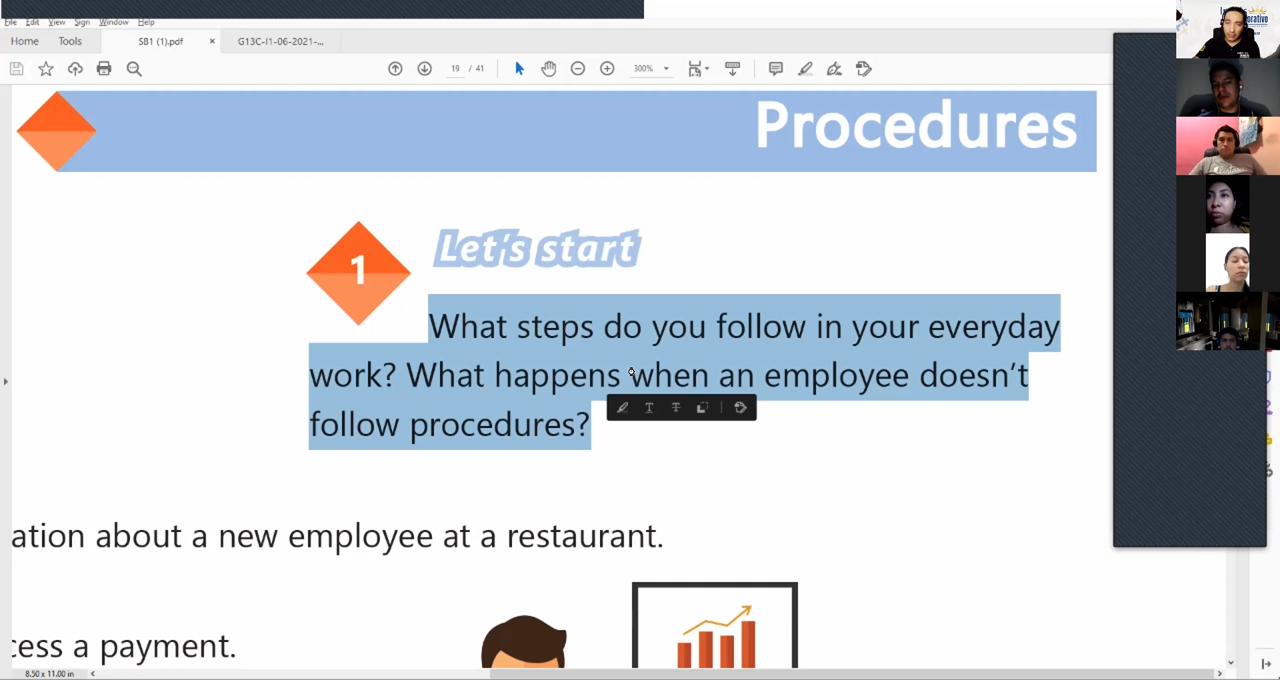 File Edit View Sign Window Help
Home Tools SB1 (1).pdf × G13C-I1-06-2021-...
19 / 41 300%
Procedures
1
Let's start
What steps do you follow in your everyday
work? What happens when an employee doesn't
follow procedures?
ation about a new employee at a restaurant.
cess a payment.
8.50 x 11.00 in